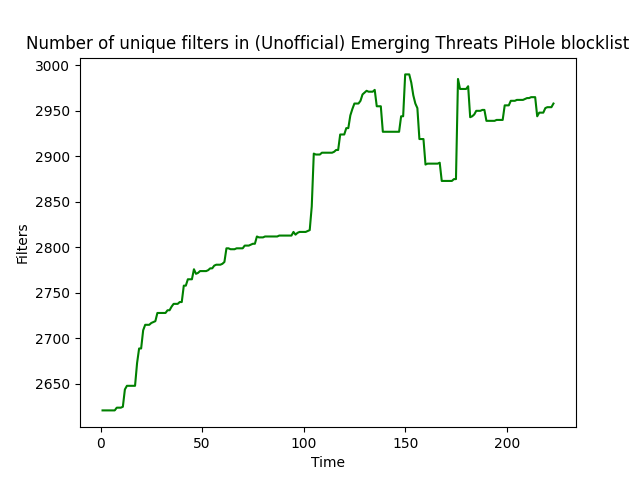 Number of unique filters in (Unofficial) Emerging Threats PiHole blocklist
3000
2950
2900
2850
2800
2750
2700
2650
Filters
0 50 100 150 200
Time